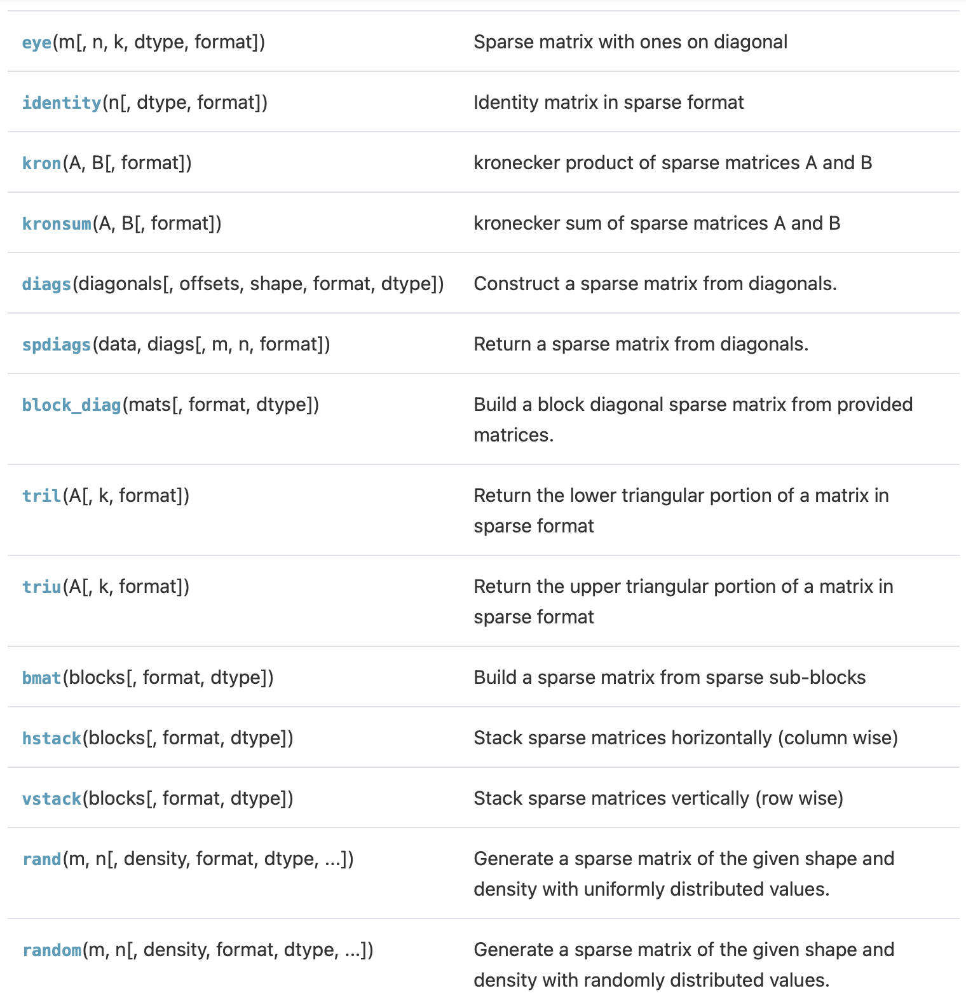 eye(m[, n, k, dtype, format]) Sparse matrix with ones on diagonal
identity(n[, dtype, format]) Identity matrix in sparse format
kron(A, B[, format]) kronecker product of sparse matrices A and B
kronsum(A, B[, format]) kronecker sum of sparse matrices A and B
diags(diagonals[, offsets, shape, format, dtype]) Construct a sparse matrix from diagonals.
spdiags(data, diags[, m, n, format]) Return a sparse matrix from diagonals.
block_diag(mats[, format, dtype]) Build a block diagonal sparse matrix from provided
matrices.
tril(A[, k, format]) Return the lower triangular portion of a matrix in
sparse format
triu(A[, k, format]) Return the upper triangular portion of a matrix in
sparse format
bmat(blocks[, format, dtype]) Build a sparse matrix from sparse sub-blocks
hstack(blocks[, format, dtype]) Stack sparse matrices horizontally (column wise)
vstack(blocks[, format, dtype]) Stack sparse matrices vertically (row wise)
rand(m, n[, density, format, dtype, ...]) Generate a sparse matrix of the given shape and
density with uniformly distributed values.
random(m, n[, density, format, dtype, ...]) Generate a sparse matrix of the given shape and
density with randomly distributed values.